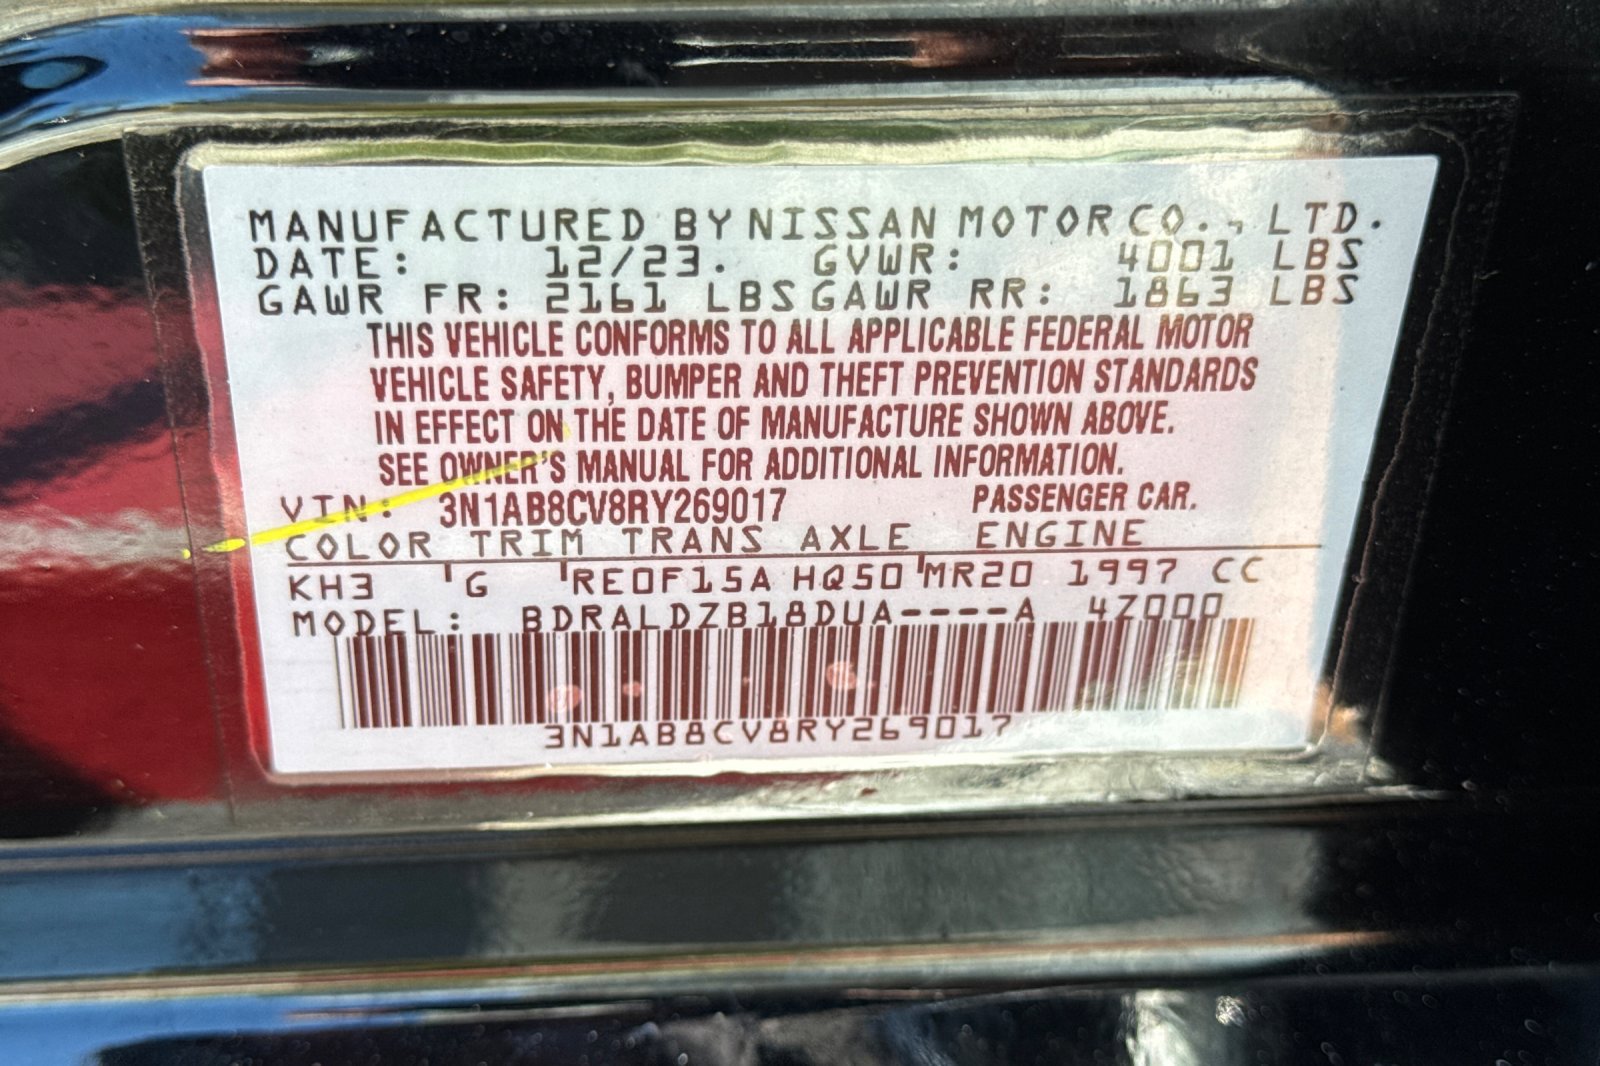 MANUFACTURED BY NISSAN MOTOR CO., LTD.
DATE: 12/23. GVWR: 4001 LBS
GAWR FR: 2161 LBS GAWR RR: 1863 LBS
THIS VEHICLE CONFORMS TO ALL APPLICABLE FEDERAL MOTOR
VEHICLE SAFETY, BUMPER AND THEFT PREVENTION STANDARDS
IN EFFECT ON THE DATE OF MANUFACTURE SHOWN ABOVE.
SEE OWNER'S MANUAL FOR ADDITIONAL INFORMATION.
VIN: 3N1AB8CV8RY269017 PASSENGER CAR.
COLOR TRIM TRANS AXLE ENGINE
KH3 'G 'RE0F15A HQ50 'MR20 1997 CC
MODEL: BDRALDZB18DUA----A 4Z000
3N1AB8CV8RY269017